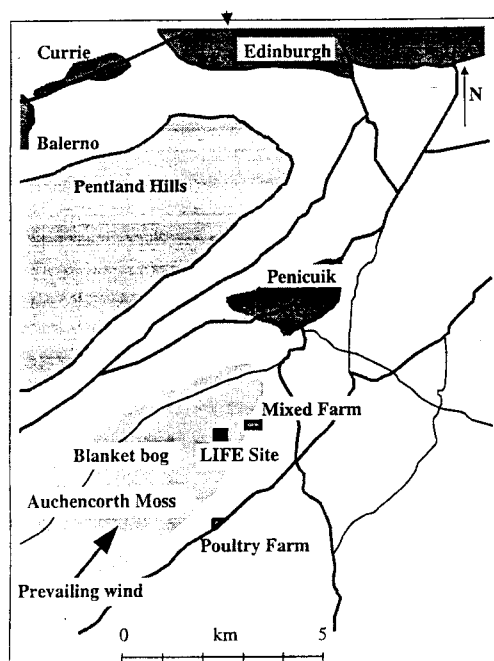 Currie
Edinburgh
N
Balerno
Pentland Hills
Penicuik
Mixed Farm
Blanket bog
LIFE Site
Auchencorth Moss
Poultry Farm
Prevailing wind
0 km 5